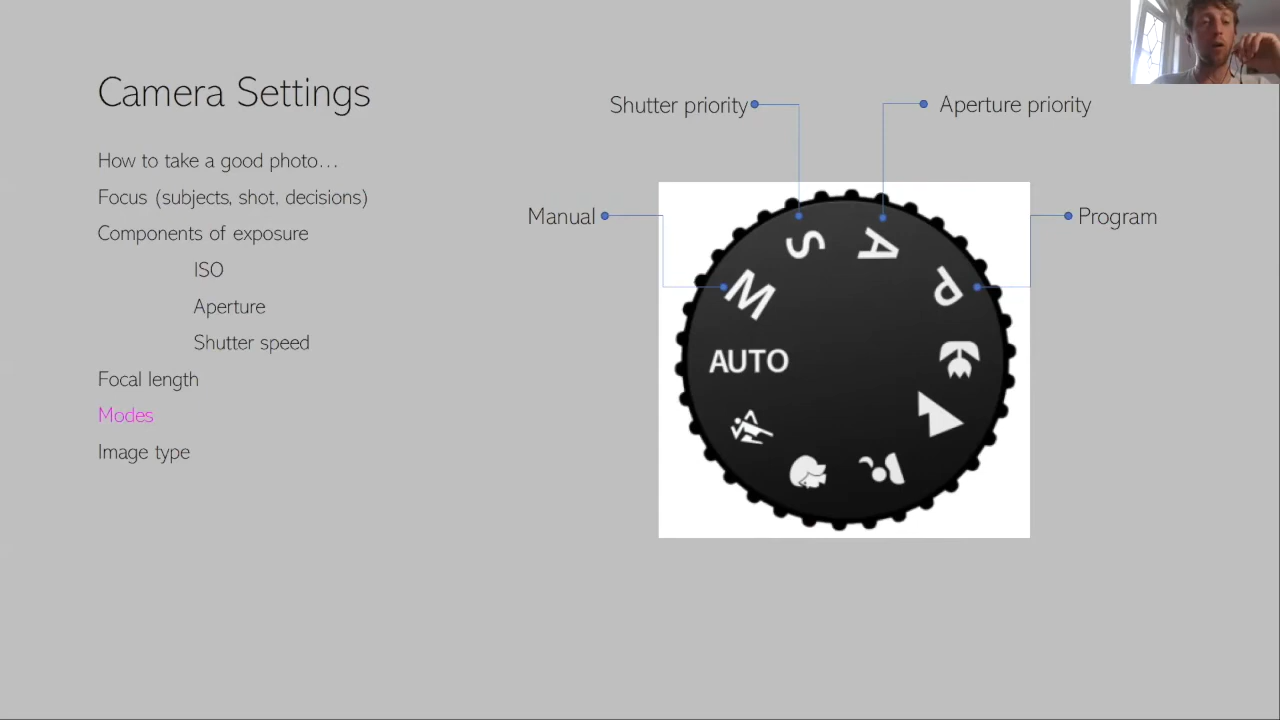 Camera Settings
How to take a good photo...
Focus (subjects, shot, decisions)
Components of exposure
ISO
Aperture
Shutter speed
Focal length
Modes
Image type
Shutter priority
Aperture priority
Manual
Program
M
S
A
P
AUTO